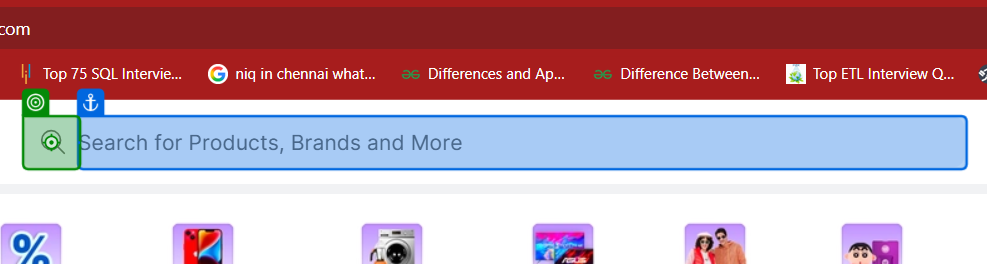 com
Top 75 SQL Intervie...
niq in chennai what...
Differences and Ap...
Difference Between...
Top ETL Interview Q...
Search for Products, Brands and More
%
ASUS